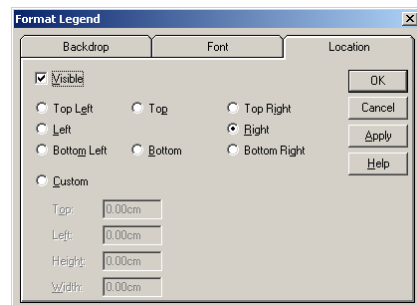 Format Legend
Backdrop Font Location
Visible OK
Top Left Top Top Right Cancel
Left Right
Apply
Bottom Left Bottom Bottom Right
Help
Custom
Top: 0.00cm
Left: 0.00cm
Height: 0.00cm
Width: 0.00cm